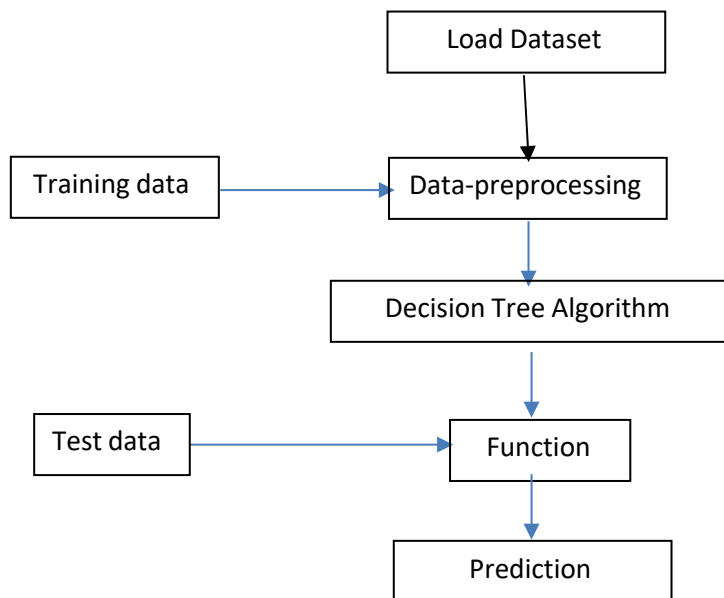 Load Dataset
Training data
Data-preprocessing
Decision Tree Algorithm
Test data
Function
Prediction